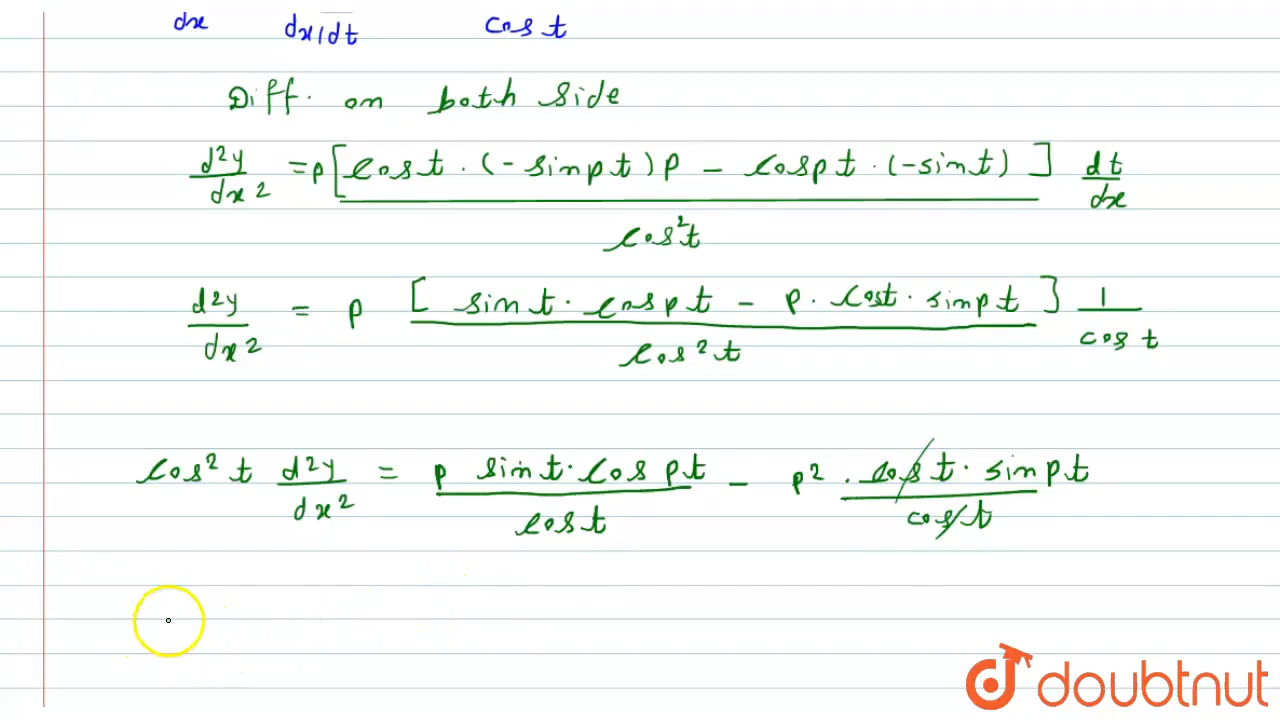 dx dx/dt cos t
Diff. on both side
d²y/dx² = p [cos t · (- sin pt) p - cos pt · (- sin t)] / cos²t dt/dx
d²y/dx² = p [sin t · cos pt - p · cos t · sin pt] / cos²t 1/cos t
cos² t d²y/dx² = p sin t · cos pt / cos t - p² · cos t · sin pt / cos t
doubtnut